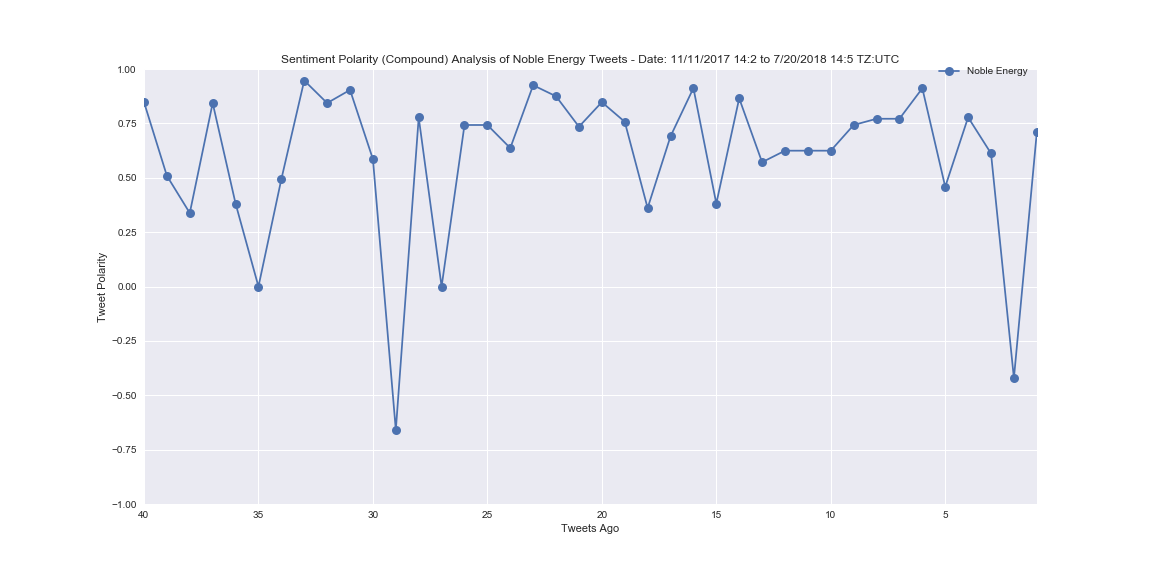 Sentiment Polarity (Compound) Analysis of Noble Energy Tweets - Date: 11/11/2017 14:2 to 7/20/2018 14:5 TZ:UTC
Noble Energy
1.00
0.75
0.50
0.25
0.00
−0.25
−0.50
−0.75
−1.00
Tweet Polarity
40 35 30 25 20 15 10 5
Tweets Ago